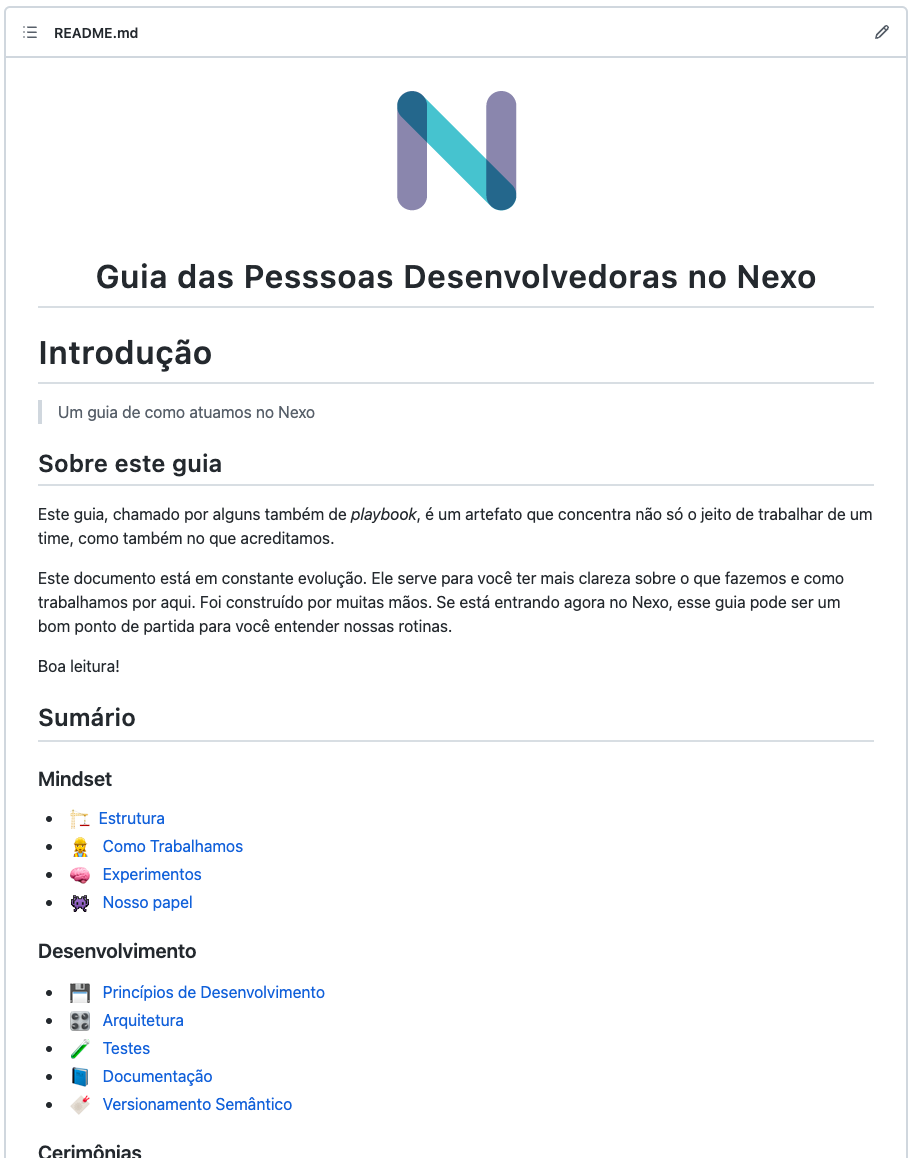 README.md
N
Guia das Pesssoas Desenvolvedoras no Nexo
Introdução
Um guia de como atuamos no Nexo
Sobre este guia
Este guia, chamado por alguns também de playbook, é um artefato que concentra não só o jeito de trabalhar de um
time, como também no que acreditamos.
Este documento está em constante evolução. Ele serve para você ter mais clareza sobre o que fazemos e como
trabalhamos por aqui. Foi construído por muitas mãos. Se está entrando agora no Nexo, esse guia pode ser um
bom ponto de partida para você entender nossas rotinas.
Boa leitura!
Sumário
Mindset
Estrutura
Como Trabalhamos
Experimentos
Nosso papel
Desenvolvimento
Princípios de Desenvolvimento
Arquitetura
Testes
Documentação
Versionamento Semântico
Cerimônias